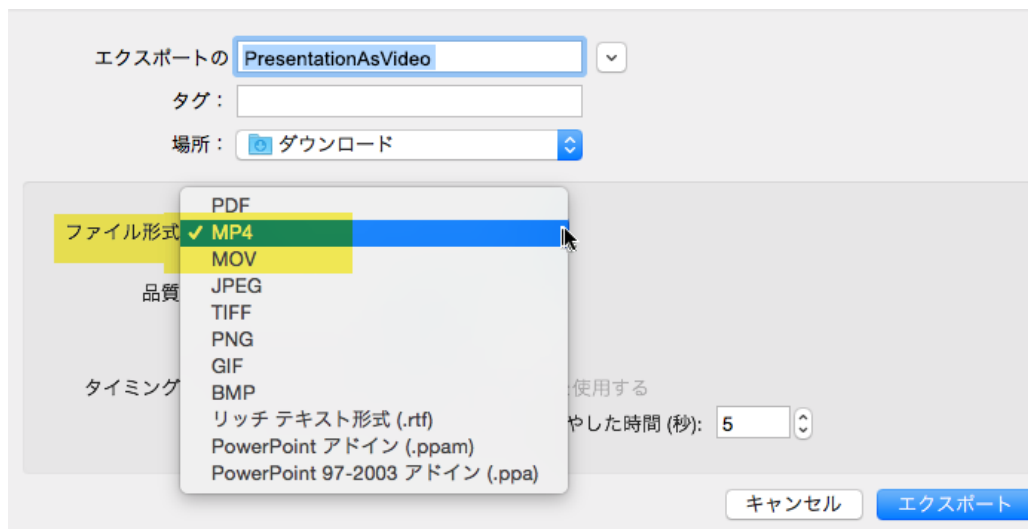 エクスポートの PresentationAsVideo
タグ：
場所： ダウンロード
PDF
ファイル形式 ✓ MP4
MOV
品質 JPEG
TIFF
PNG
GIF
タイミング BMP 使用する
リッチ テキスト形式 (.rtf) やした時間 (秒): 5
PowerPoint アドイン (.ppam)
PowerPoint 97-2003 アドイン (.ppa)
キャンセル エクスポート